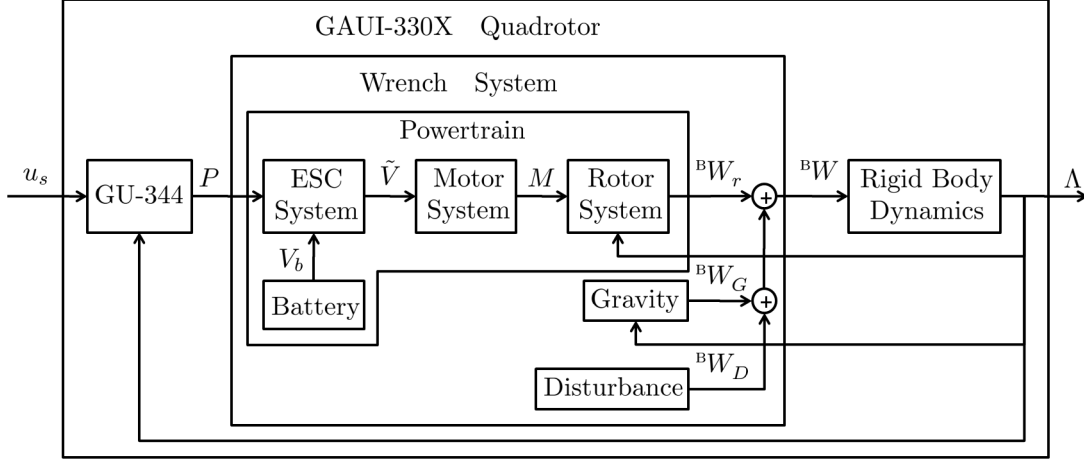 GAUI-330X Quadrotor
Wrench System
Powertrain
u_s
GU-344
P
ESC
System
Ṽ
Motor
System
M
Rotor
System
ᴮW_r
+
ᴮW
Rigid Body
Dynamics
Λ
V_b
Battery
Gravity
ᴮW_G
+
ᴮW_D
Disturbance